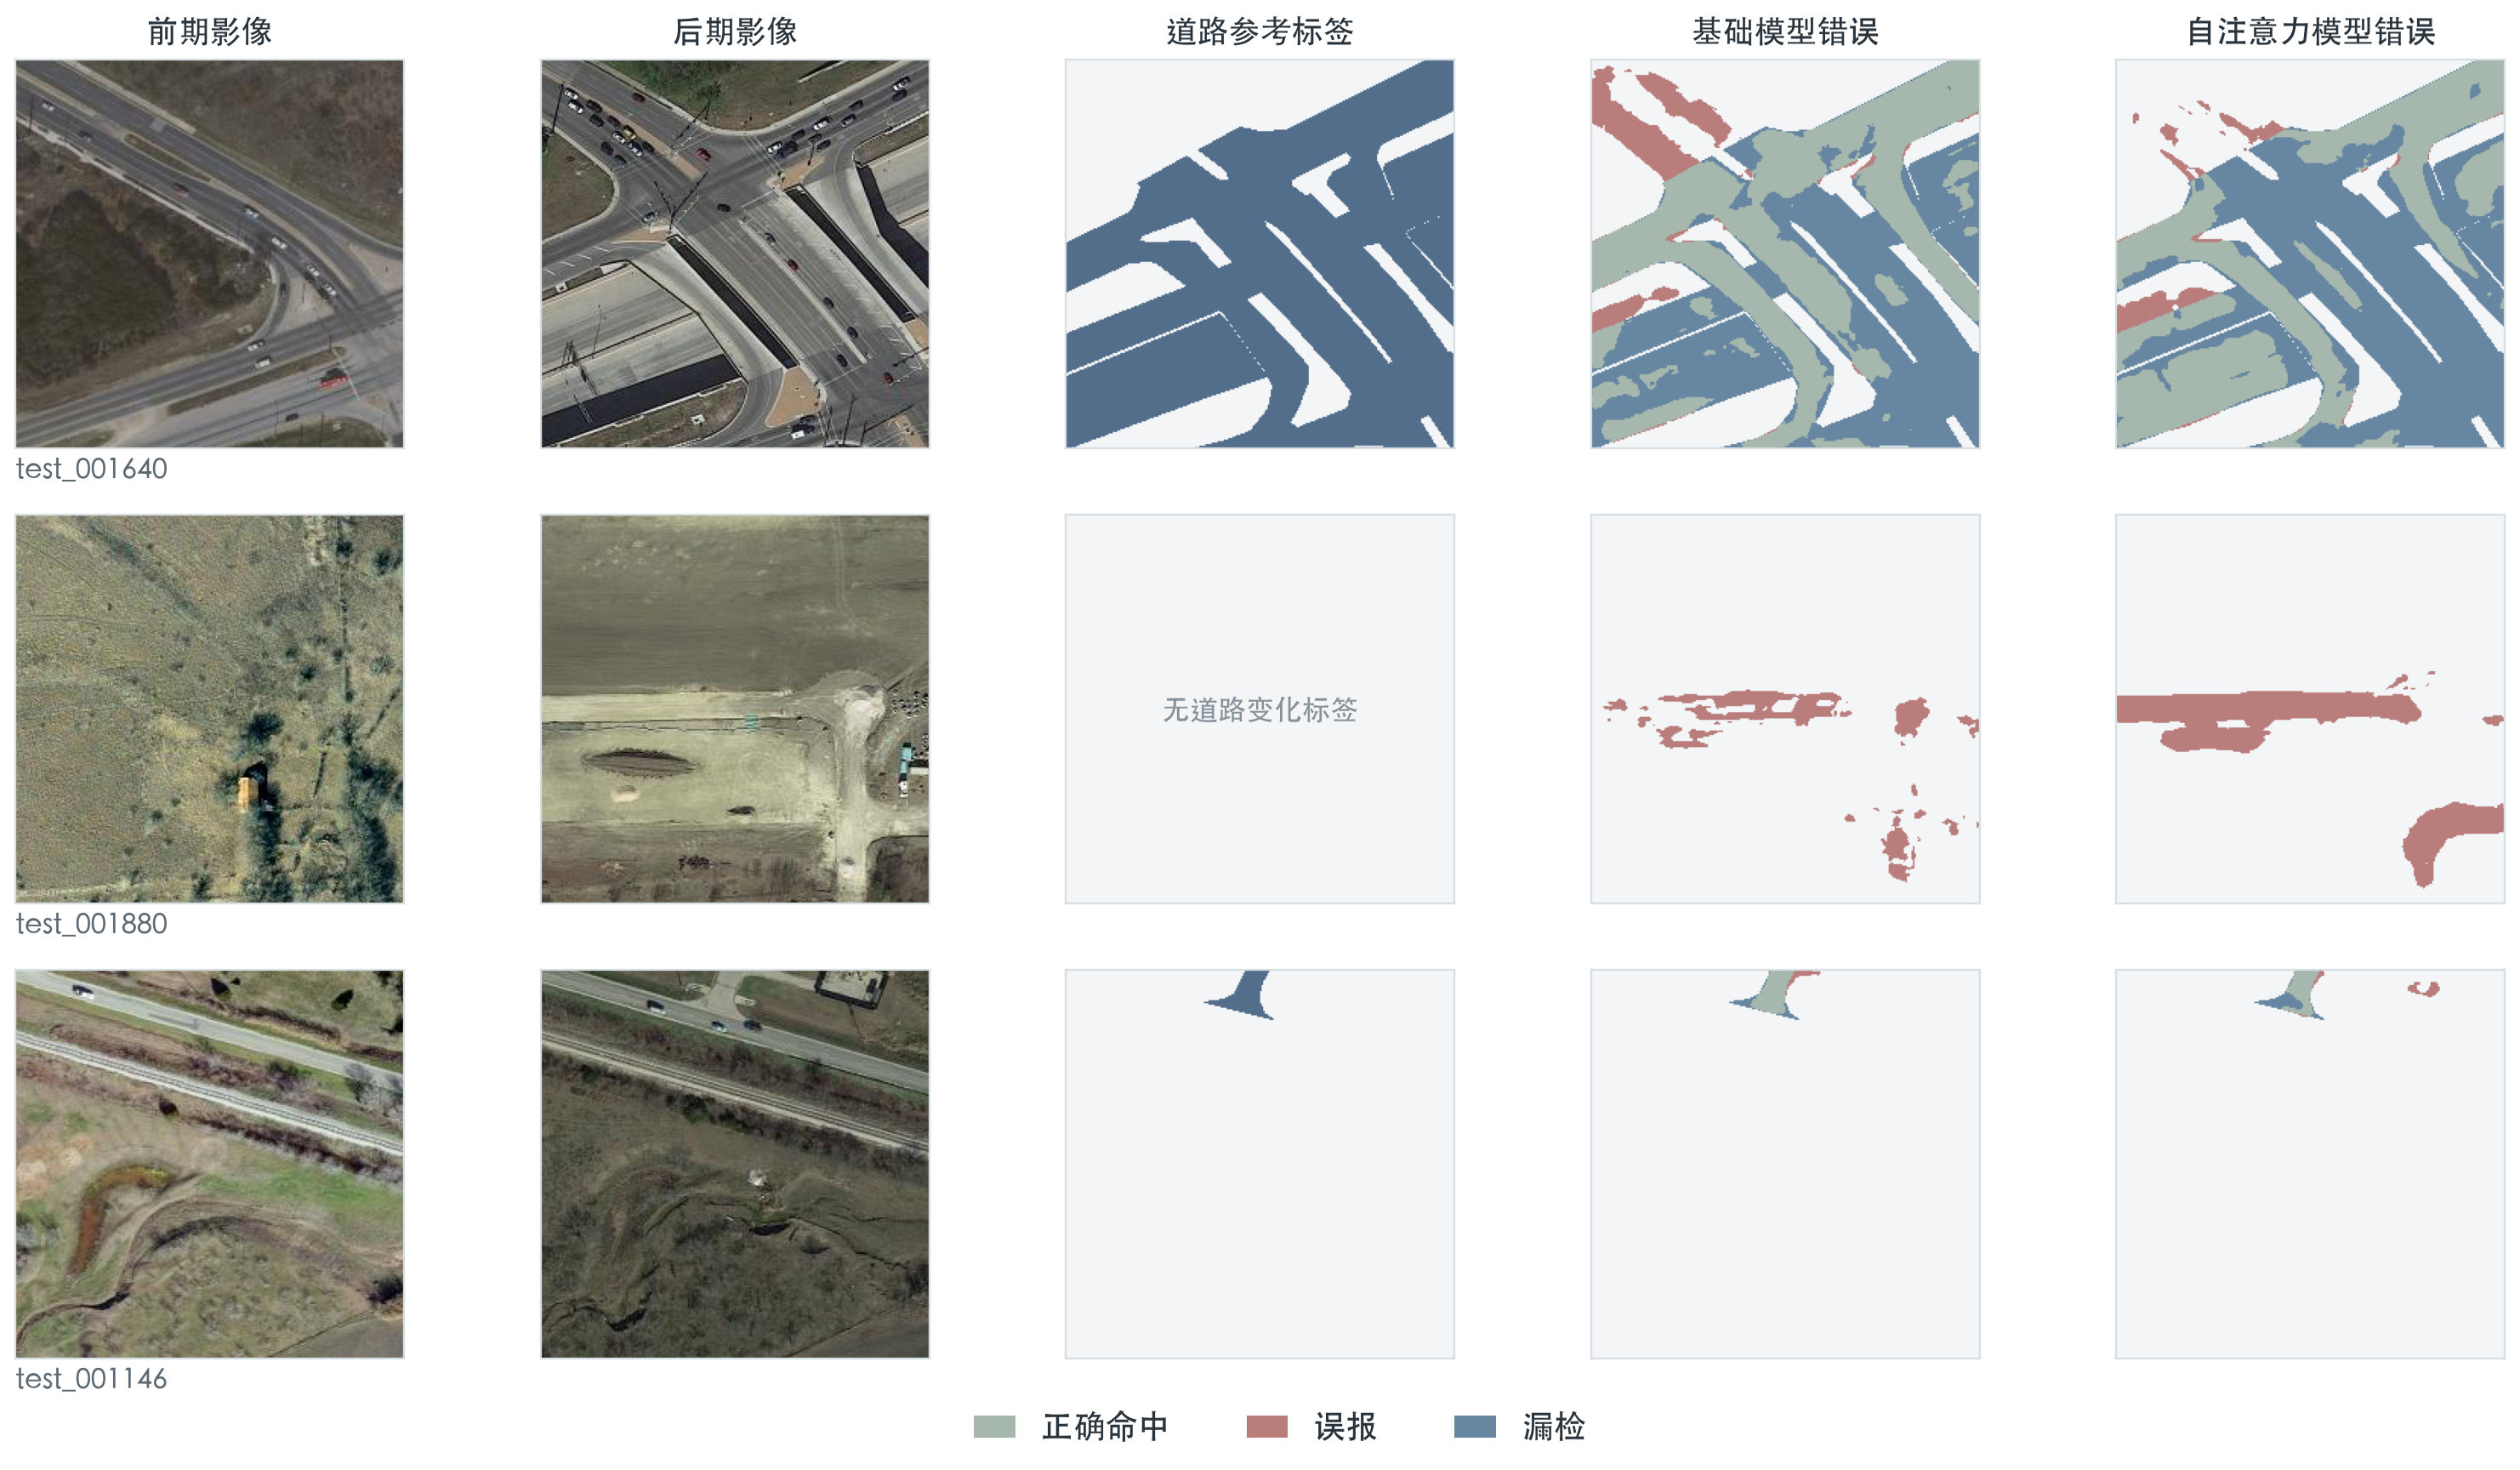 前期影像
后期影像
道路参考标签
基础模型错误
自注意力模型错误
test_001640
无道路变化标签
test_001880
test_001146
正确命中
误报
漏检